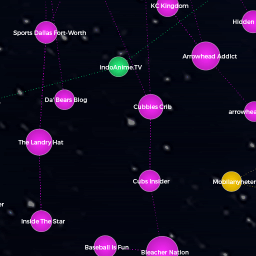 KC Kingdom
Hidden
Sports Dallas Fort-Worth
Arrowhead Addict
IndoAnime.TV
Da' Bears Blog
Cubbies Crib
arrowhea
The Landry Hat
Cubs Insider
er
Inside The Star
Baseball Is Fun
Bleacher Nation